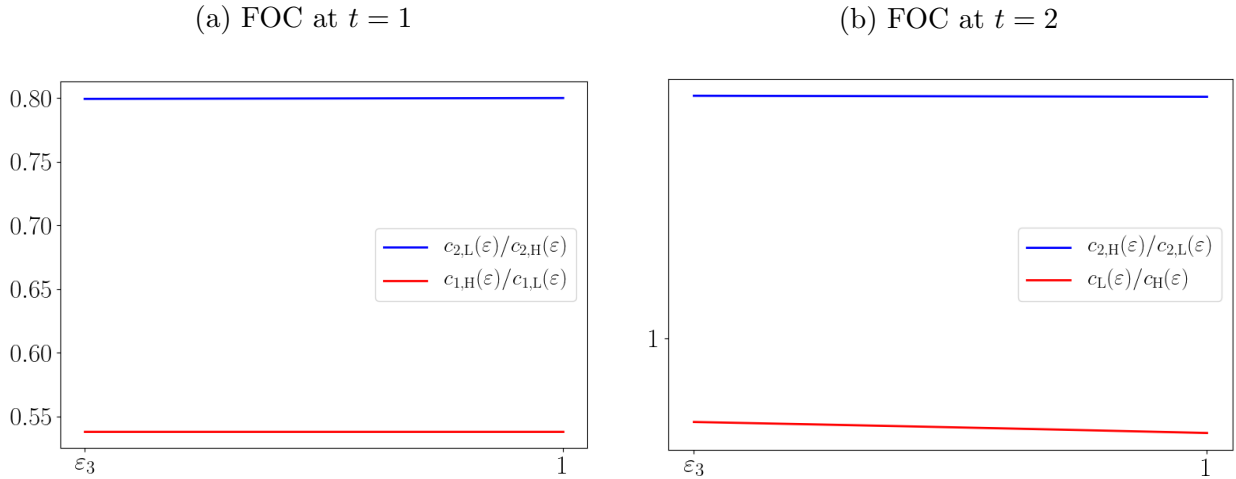 (a) FOC at t = 1
0.80
0.75
0.70
0.65
0.60
0.55
c2,L(ε)/c2,H(ε)
c1,H(ε)/c1,L(ε)
ε3
1
(b) FOC at t = 2
1
c2,H(ε)/c2,L(ε)
cL(ε)/cH(ε)
ε3
1